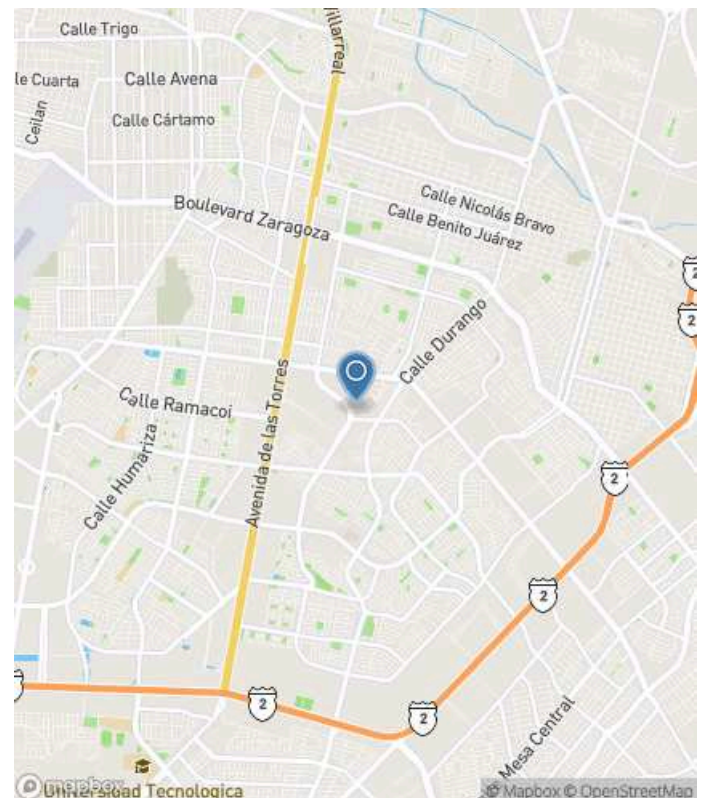 Villarreal
Calle Trigo
le Cuarta
Calle Avena
Ceilan
Calle Cártamo
Calle Nicolás Bravo
Boulevard Zaragoza
Calle Benito Juárez
2
2
Calle Durango
Avenida de las Torres
Calle Ramacoi
Calle Humariza
2
2
2
2
2
Mesa Central
mapbox
Universidad Tecnologica
© Mapbox © OpenStreetMap